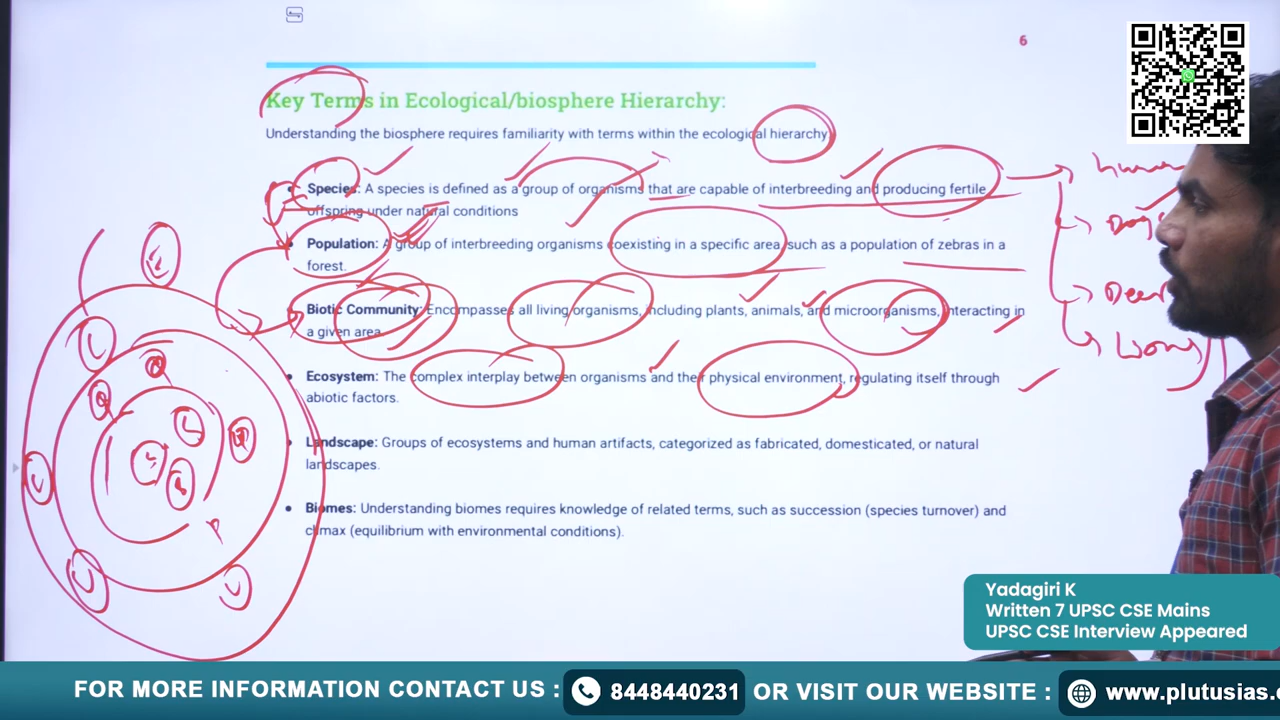 6
Key Terms in Ecological/biosphere Hierarchy:
Understanding the biosphere requires familiarity with terms within the ecological hierarchy
Species: A species is defined as a group of organisms that are capable of interbreeding and producing fertile
offspring under natural conditions
Population: A group of interbreeding organisms coexisting in a specific area, such as a population of zebras in a
forest.
Biotic Community: Encompasses all living organisms, including plants, animals, and microorganisms, interacting in
a given area.
Ecosystem: The complex interplay between organisms and their physical environment, regulating itself through
abiotic factors.
Landscape: Groups of ecosystems and human artifacts, categorized as fabricated, domesticated, or natural
landscapes.
Biomes: Understanding biomes requires knowledge of related terms, such as succession (species turnover) and
climax (equilibrium with environmental conditions).
Yadagiri K
Written 7 UPSC CSE Mains
UPSC CSE Interview Appeared
FOR MORE INFORMATION CONTACT US : 8448440231 OR VISIT OUR WEBSITE : www.plutusias.